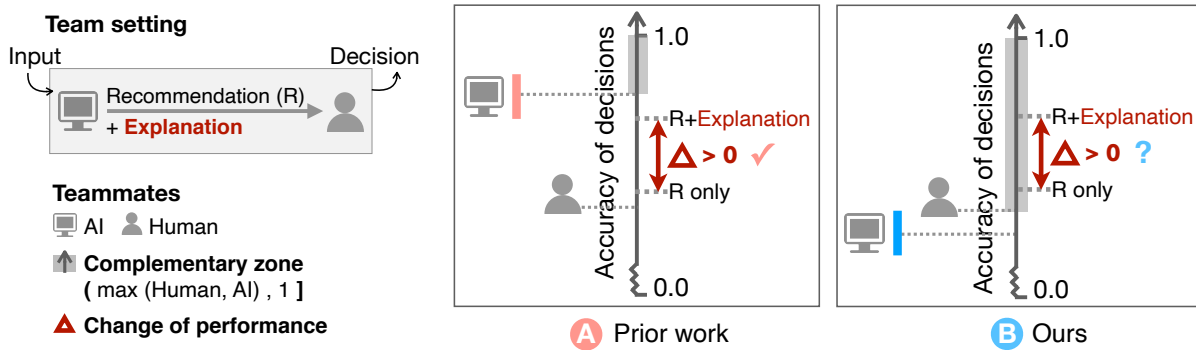 Team setting
Input
Decision
Recommendation (R)
+ Explanation
Teammates
AI
Human
Complementary zone
( max (Human, AI) , 1 ]
Change of performance
Accuracy of decisions
1.0
R+Explanation
> 0 ✓
R only
0.0
A Prior work
Accuracy of decisions
1.0
R+Explanation
> 0 ?
R only
0.0
B Ours